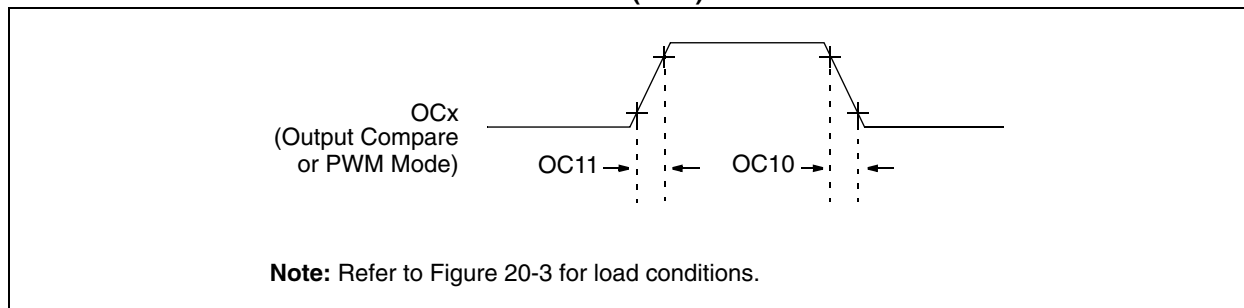 OCx
(Output Compare
or PWM Mode)
OC11
OC10
Note: Refer to Figure 20-3 for load conditions.